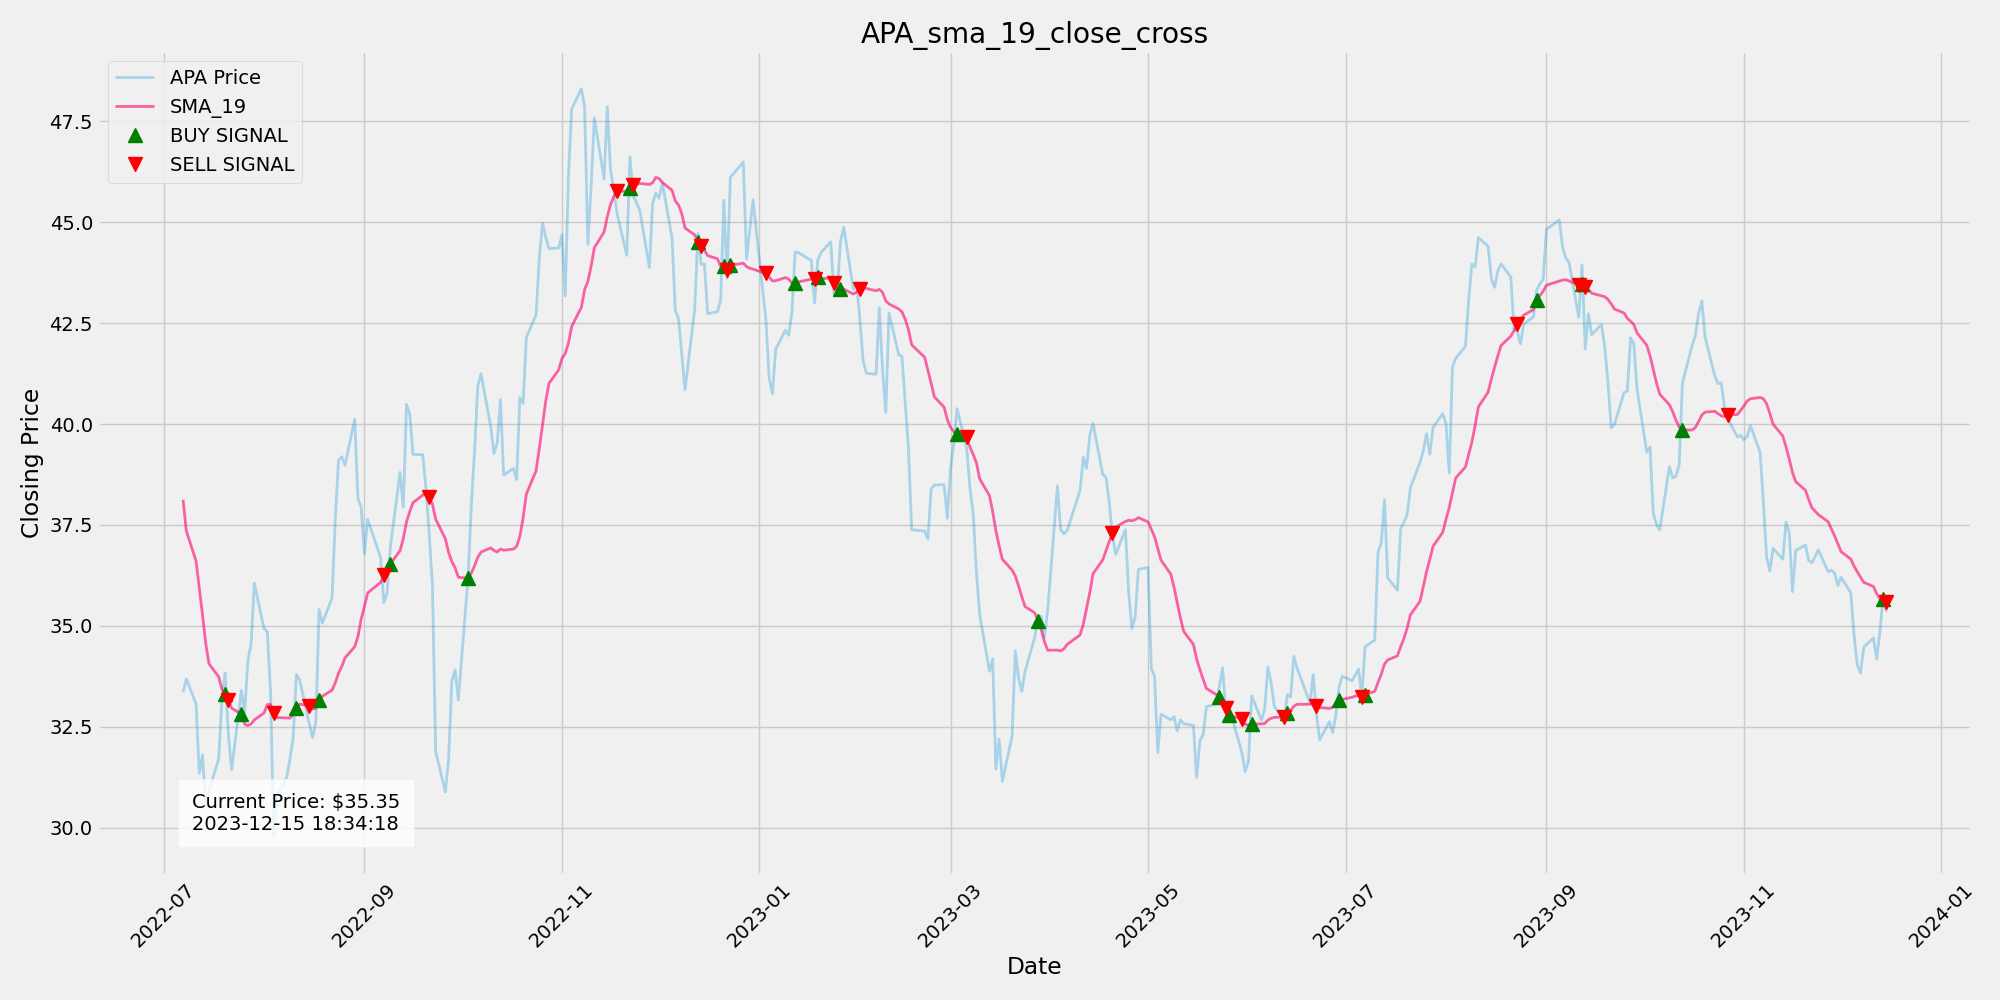 APA_sma_19_close_cross
APA Price
SMA_19
BUY SIGNAL
SELL SIGNAL
Closing Price
47.5
45.0
42.5
40.0
37.5
35.0
32.5
30.0
Current Price: $35.35
2023-12-15 18:34:18
2022-07
2022-09
2022-11
2023-01
2023-03
2023-05
2023-07
2023-09
2023-11
2024-01
Date